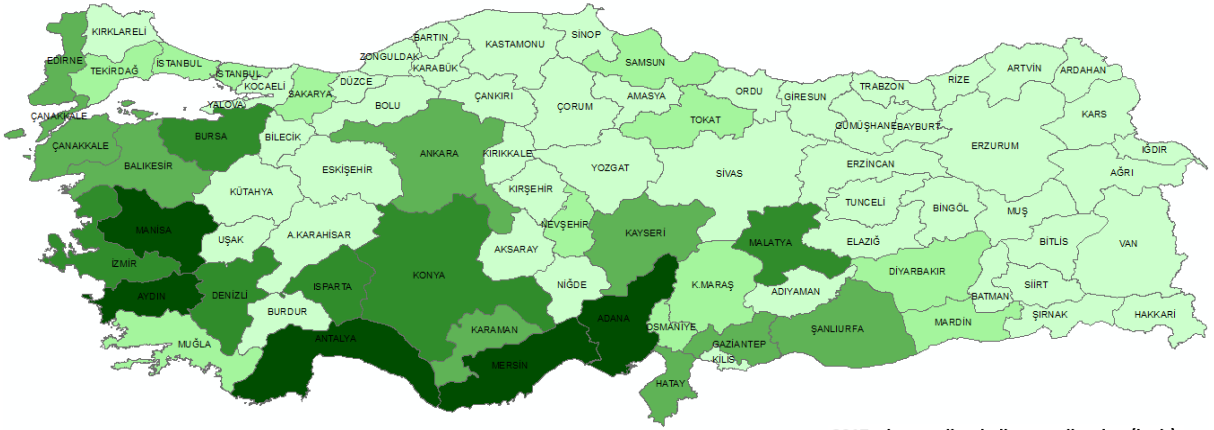 KIRKLARELİ
EDİRNE
TEKİRDAĞ
İSTANBUL
İSTANBUL
KOCAELİ
YALOVA
SAKARYA
DÜZCE
ZONGULDAK
BARTIN
KARABÜK
KASTAMONU
SİNOP
SAMSUN
BOLU
ÇANKIRI
ÇORUM
AMASYA
ORDU
GİRESUN
TRABZON
RİZE
ARTVİN
ARDAHAN
TOKAT
GÜMÜŞHANE
BAYBURT
ERZURUM
KARS
IĞDIR
AĞRI
ÇANAKKALE
ÇANAKKALE
BALIKESİR
BURSA
BİLECİK
ESKİŞEHİR
ANKARA
KIRIKKALE
KIRŞEHİR
YOZGAT
SİVAS
ERZİNCAN
TUNCELİ
BİNGÖL
MUŞ
BİTLİS
VAN
KÜTAHYA
MANİSA
UŞAK
A.KARAHİSAR
KONYA
AKSARAY
NEVŞEHİR
KAYSERİ
MALATYA
ELAZIĞ
DİYARBAKIR
BATMAN
SİİRT
ŞIRNAK
HAKKARİ
İZMİR
AYDIN
DENİZLİ
ISPARTA
BURDUR
MUĞLA
ANTALYA
KARAMAN
MERSİN
NİĞDE
ADANA
K.MARAŞ
OSMANİYE
ADIYAMAN
GAZİANTEP
KİLİS
HATAY
ŞANLIURFA
MARDİN